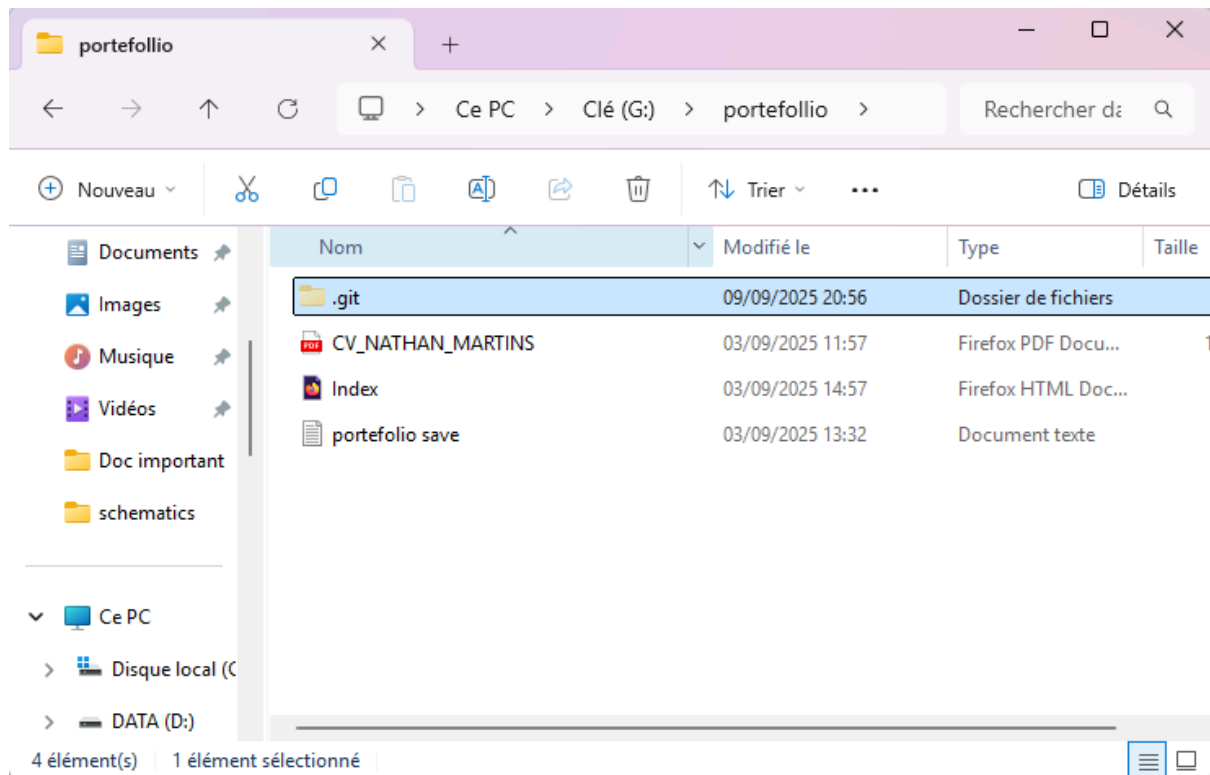 portefollio
Ce PC > Clé (G:) > portefollio >
Rechercher da
Nouveau
Trier
Détails
Nom Modifié le Type Taille
Documents
Images
Musique
Vidéos
Doc important
schematics
Ce PC
Disque local (C
DATA (D:)
.git 09/09/2025 20:56 Dossier de fichiers
CV_NATHAN_MARTINS 03/09/2025 11:57 Firefox PDF Docu... 1
Index 03/09/2025 14:57 Firefox HTML Doc...
portefolio save 03/09/2025 13:32 Document texte
4 élément(s) 1 élément sélectionné